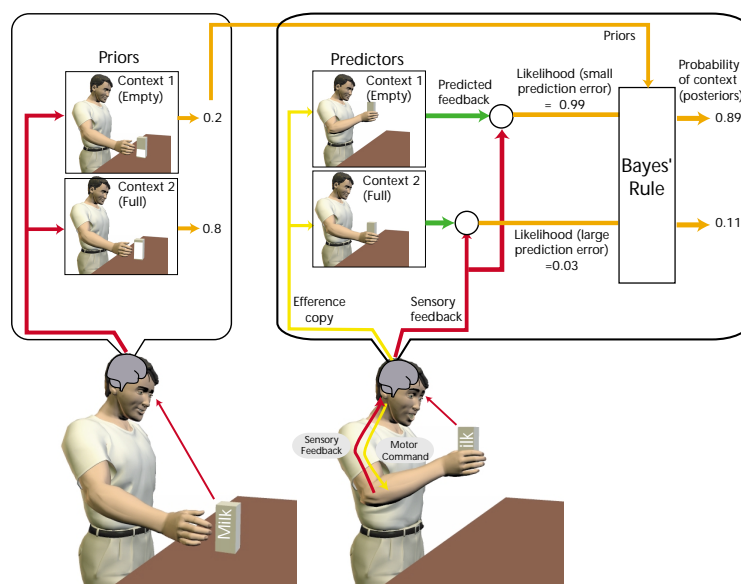 Priors
Context 1
(Empty)
0.2
Context 2
(Full)
0.8
Predictors
Context 1
(Empty)
Context 2
(Full)
Predicted
feedback
Priors
Likelihood (small
prediction error)
= 0.99
Probability
of context
(posteriors)
0.89
Bayes'
Rule
0.11
Likelihood (large
prediction error)
=0.03
Efference
copy
Sensory
feedback
Sensory
Feedback
Motor
Command
Milk
ilk